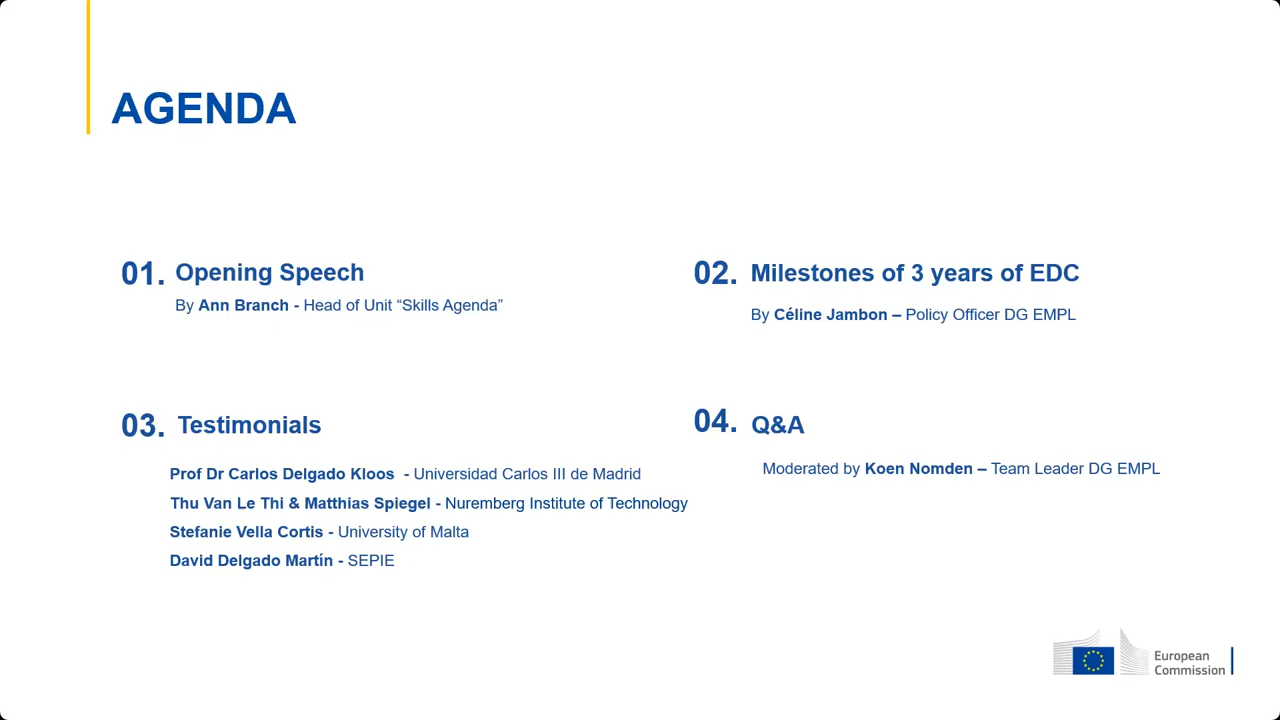 AGENDA
01. Opening Speech
By Ann Branch - Head of Unit “Skills Agenda”
02. Milestones of 3 years of EDC
By Céline Jambon – Policy Officer DG EMPL
03. Testimonials
Prof Dr Carlos Delgado Kloos - Universidad Carlos III de Madrid
Thu Van Le Thi & Matthias Spiegel - Nuremberg Institute of Technology
Stefanie Vella Cortis - University of Malta
David Delgado Martín - SEPIE
04. Q&A
Moderated by Koen Nomden – Team Leader DG EMPL
European
Commission